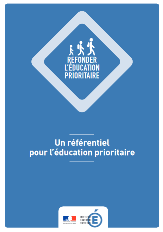 REFONDER
L'ÉDUCATION
PRIORITAIRE
Un référentiel
pour l'éducation prioritaire